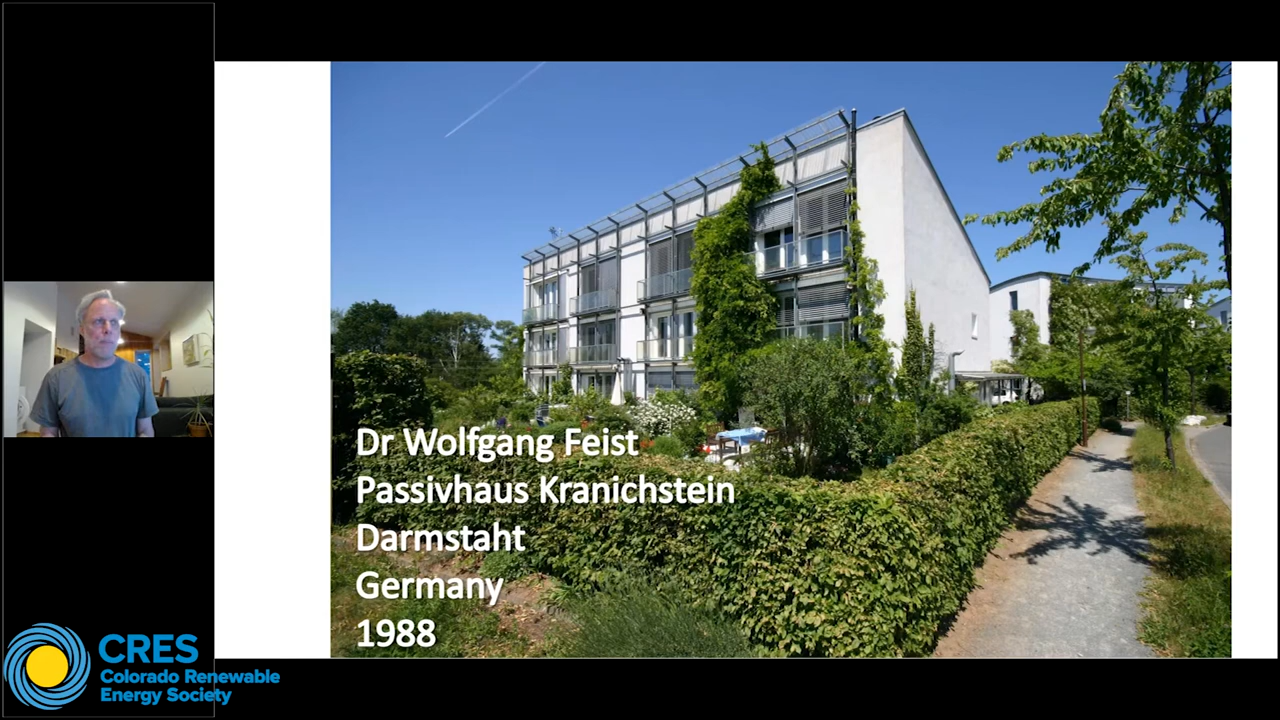 Dr Wolfgang Feist
Passivhaus Kranichstein
Darmstaht
Germany
1988
CRES
Colorado Renewable
Energy Society